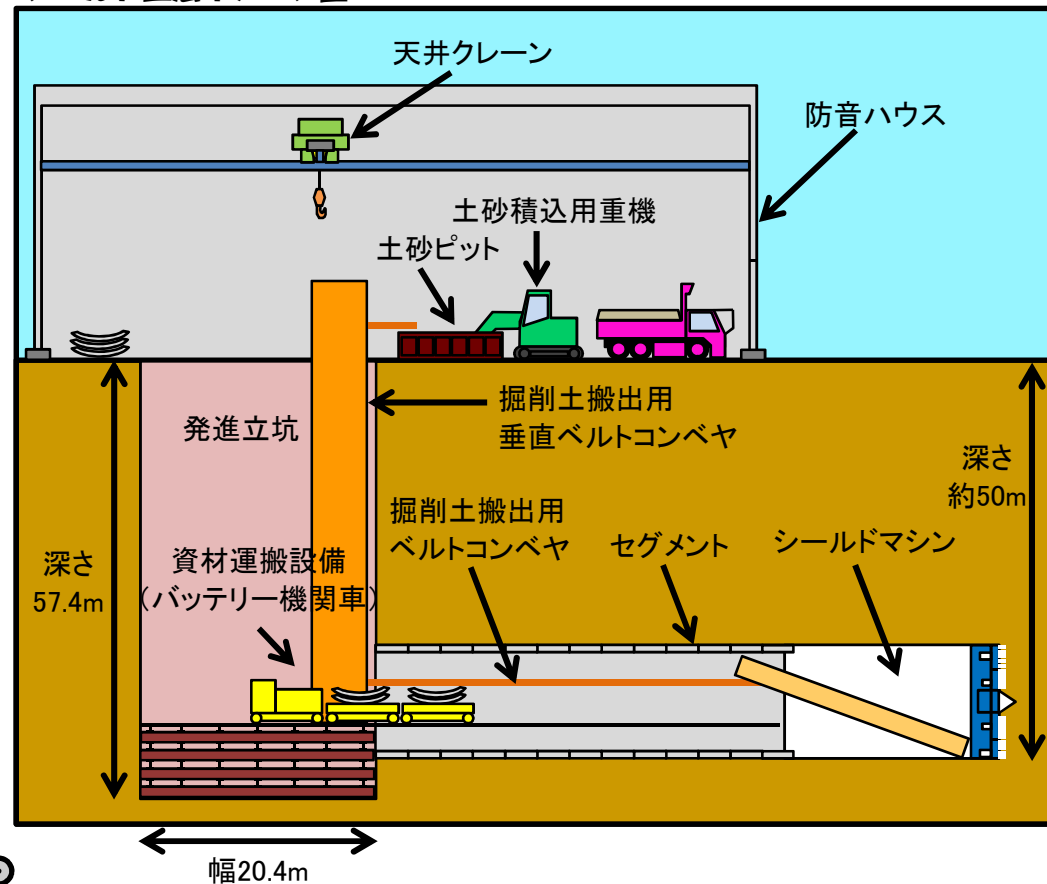 天井クレーン
防音ハウス
土砂積込用重機
土砂ピット
発進立坑
掘削土搬出用
垂直ベルトコンベヤ
深さ
約50m
掘削土搬出用
ベルトコンベヤ
セグメント
シールドマシン
深さ
57.4m
資材運搬設備
(バッテリー機関車)
幅20.4m